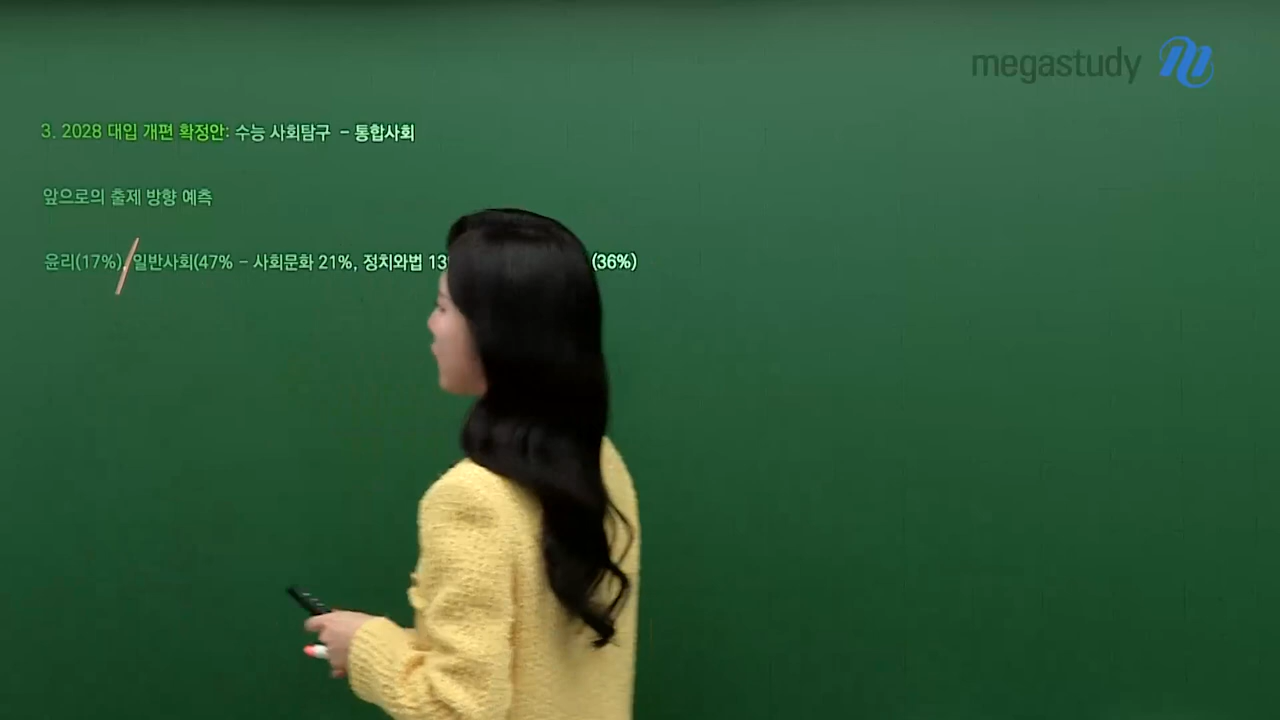 megastudy
3. 2028 대입 개편 확정안: 수능 사회탐구 - 통합사회
앞으로의 출제 방향 예측
윤리(17%), 일반사회(47% - 사회문화 21%, 정치와법 13 (36%)